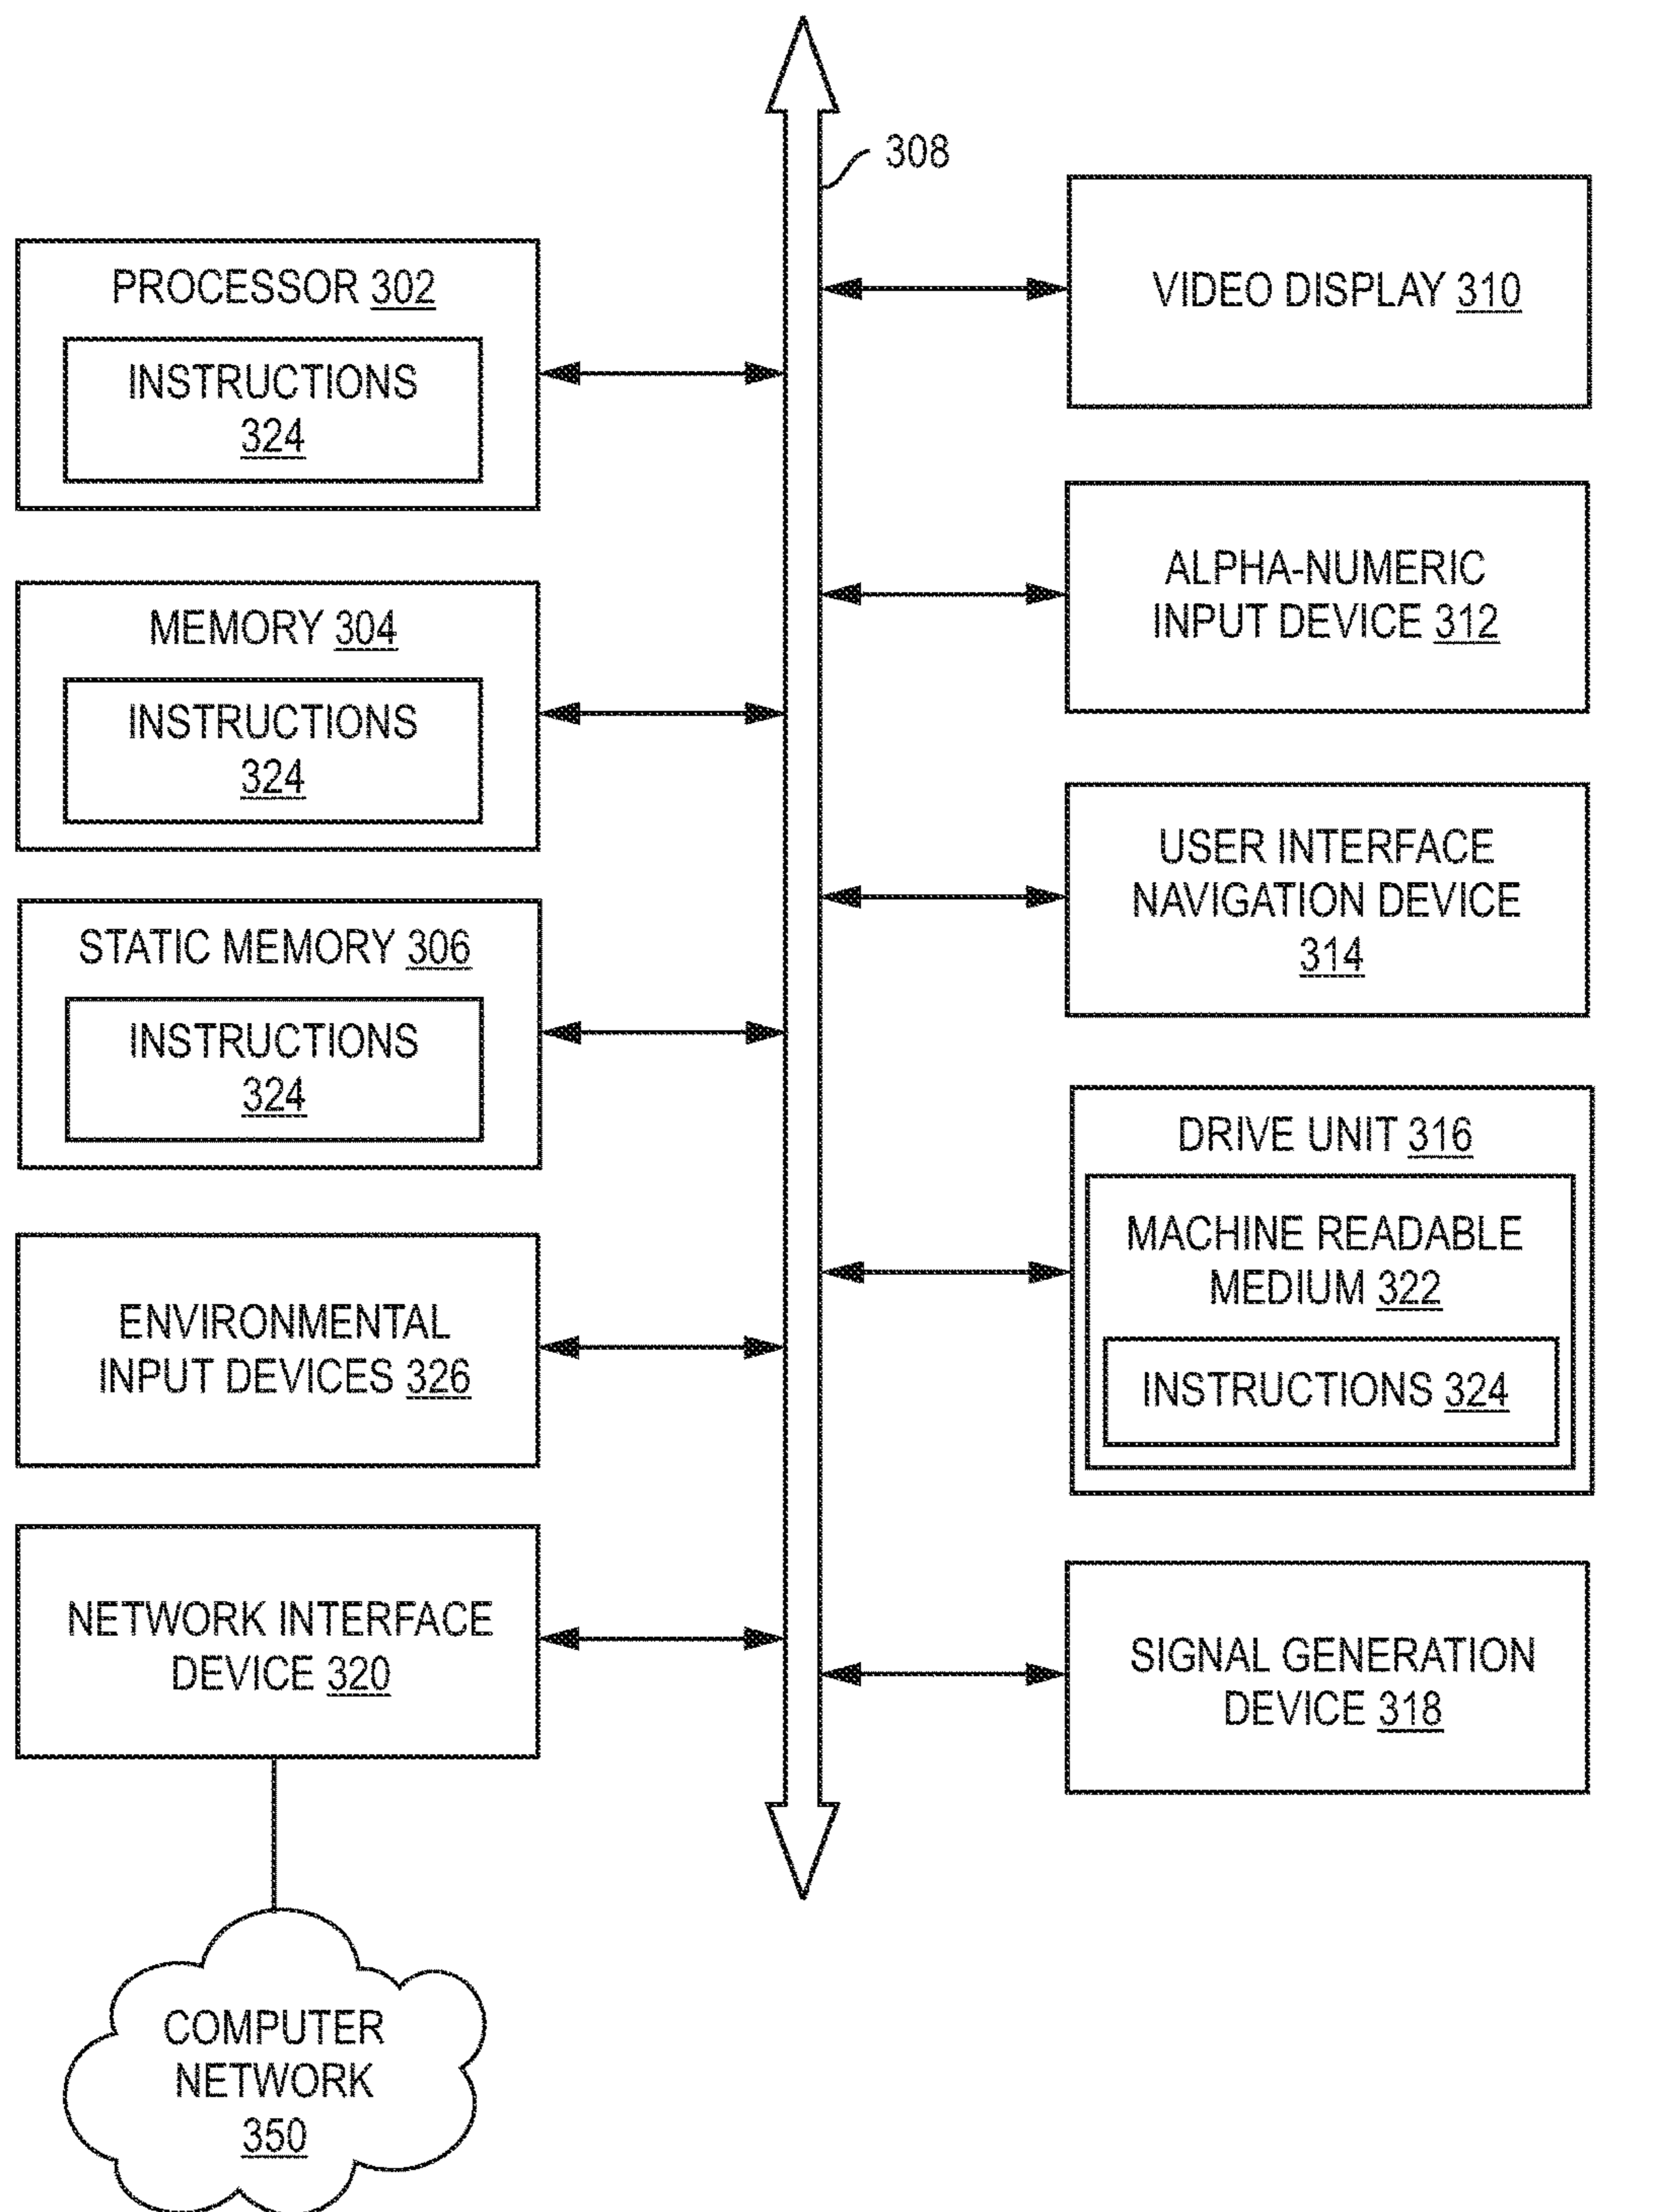 308
PROCESSOR 302
INSTRUCTIONS
324
MEMORY 304
INSTRUCTIONS
324
STATIC MEMORY 306
INSTRUCTIONS
324
ENVIRONMENTAL
INPUT DEVICES 326
NETWORK INTERFACE
DEVICE 320
COMPUTER
NETWORK
350
VIDEO DISPLAY 310
ALPHA-NUMERIC
INPUT DEVICE 312
USER INTERFACE
NAVIGATION DEVICE
314
DRIVE UNIT 316
MACHINE READABLE
MEDIUM 322
INSTRUCTIONS 324
SIGNAL GENERATION
DEVICE 318